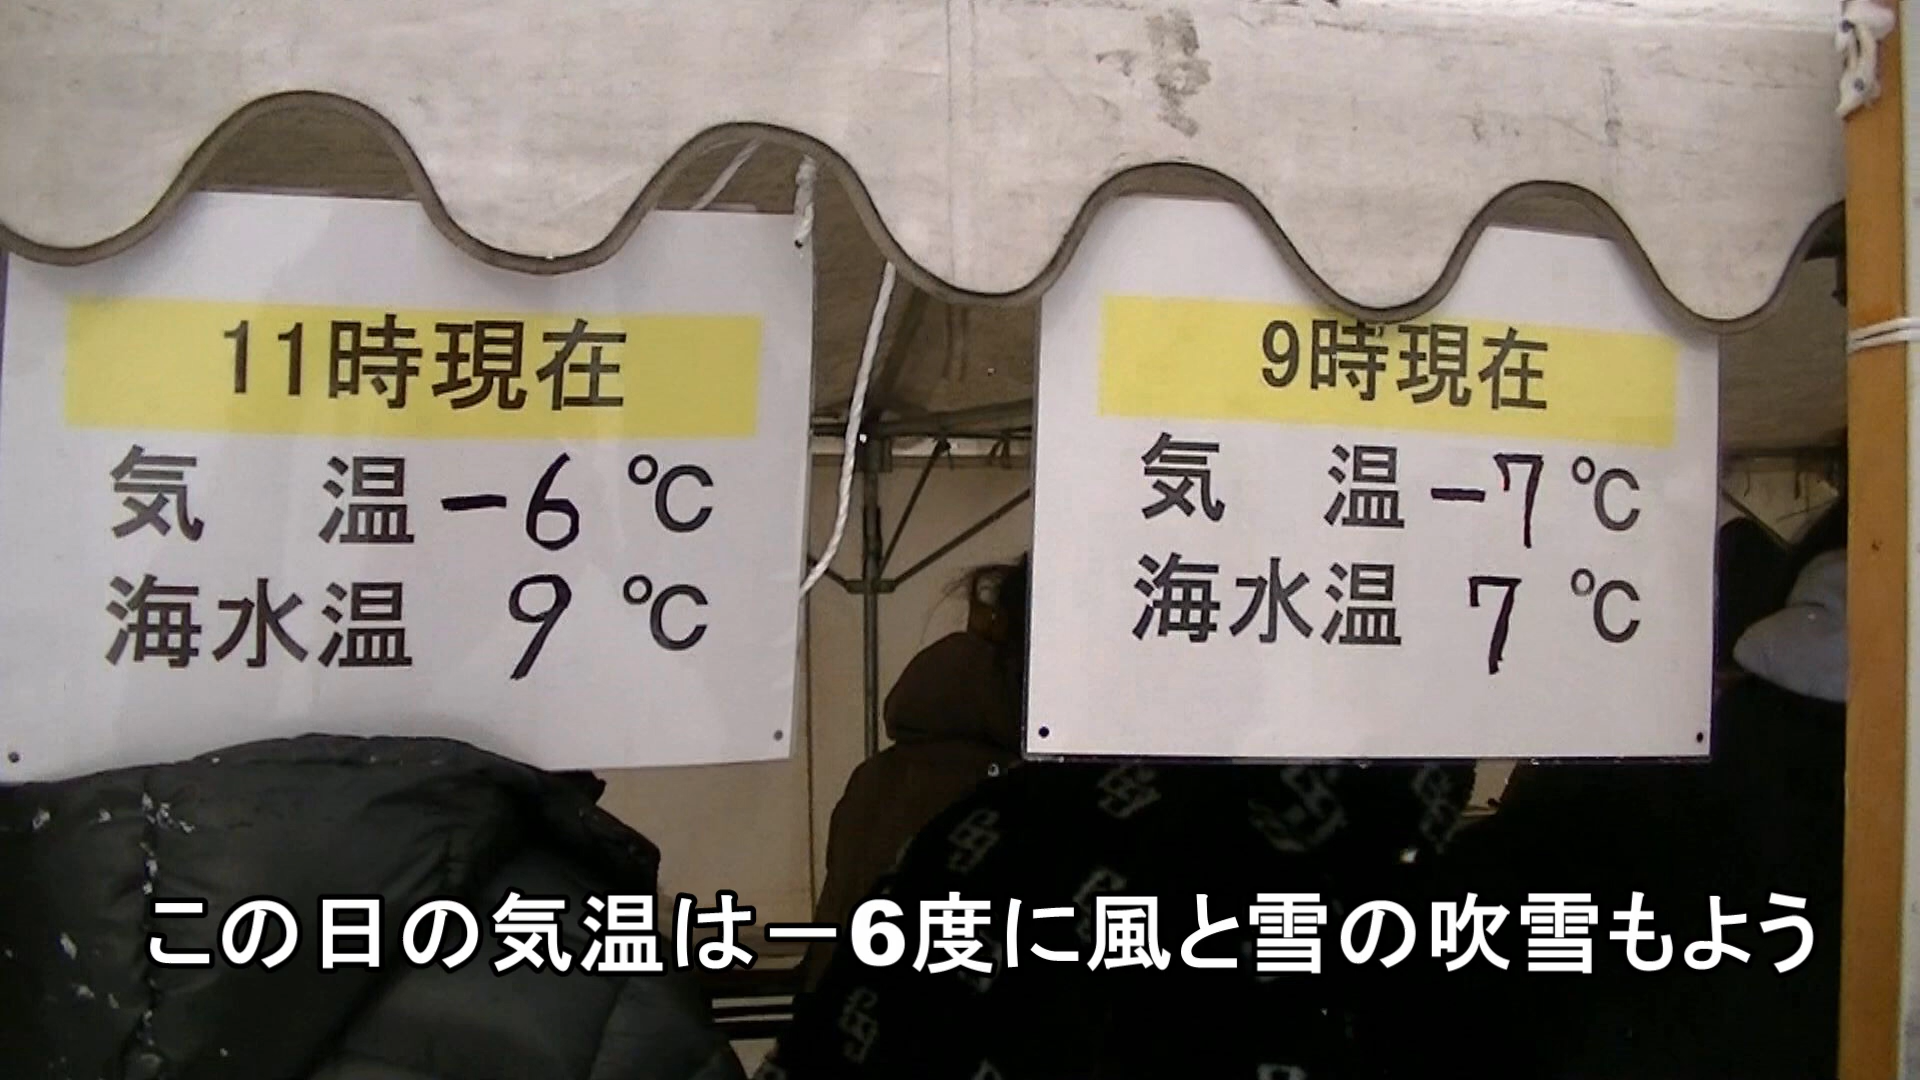 11時現在
気　温 -6 ℃
海水温 9 ℃
9時現在
気　温 -7 ℃
海水温 7 ℃
この日の気温は－6度に風と雪の吹雪もよう